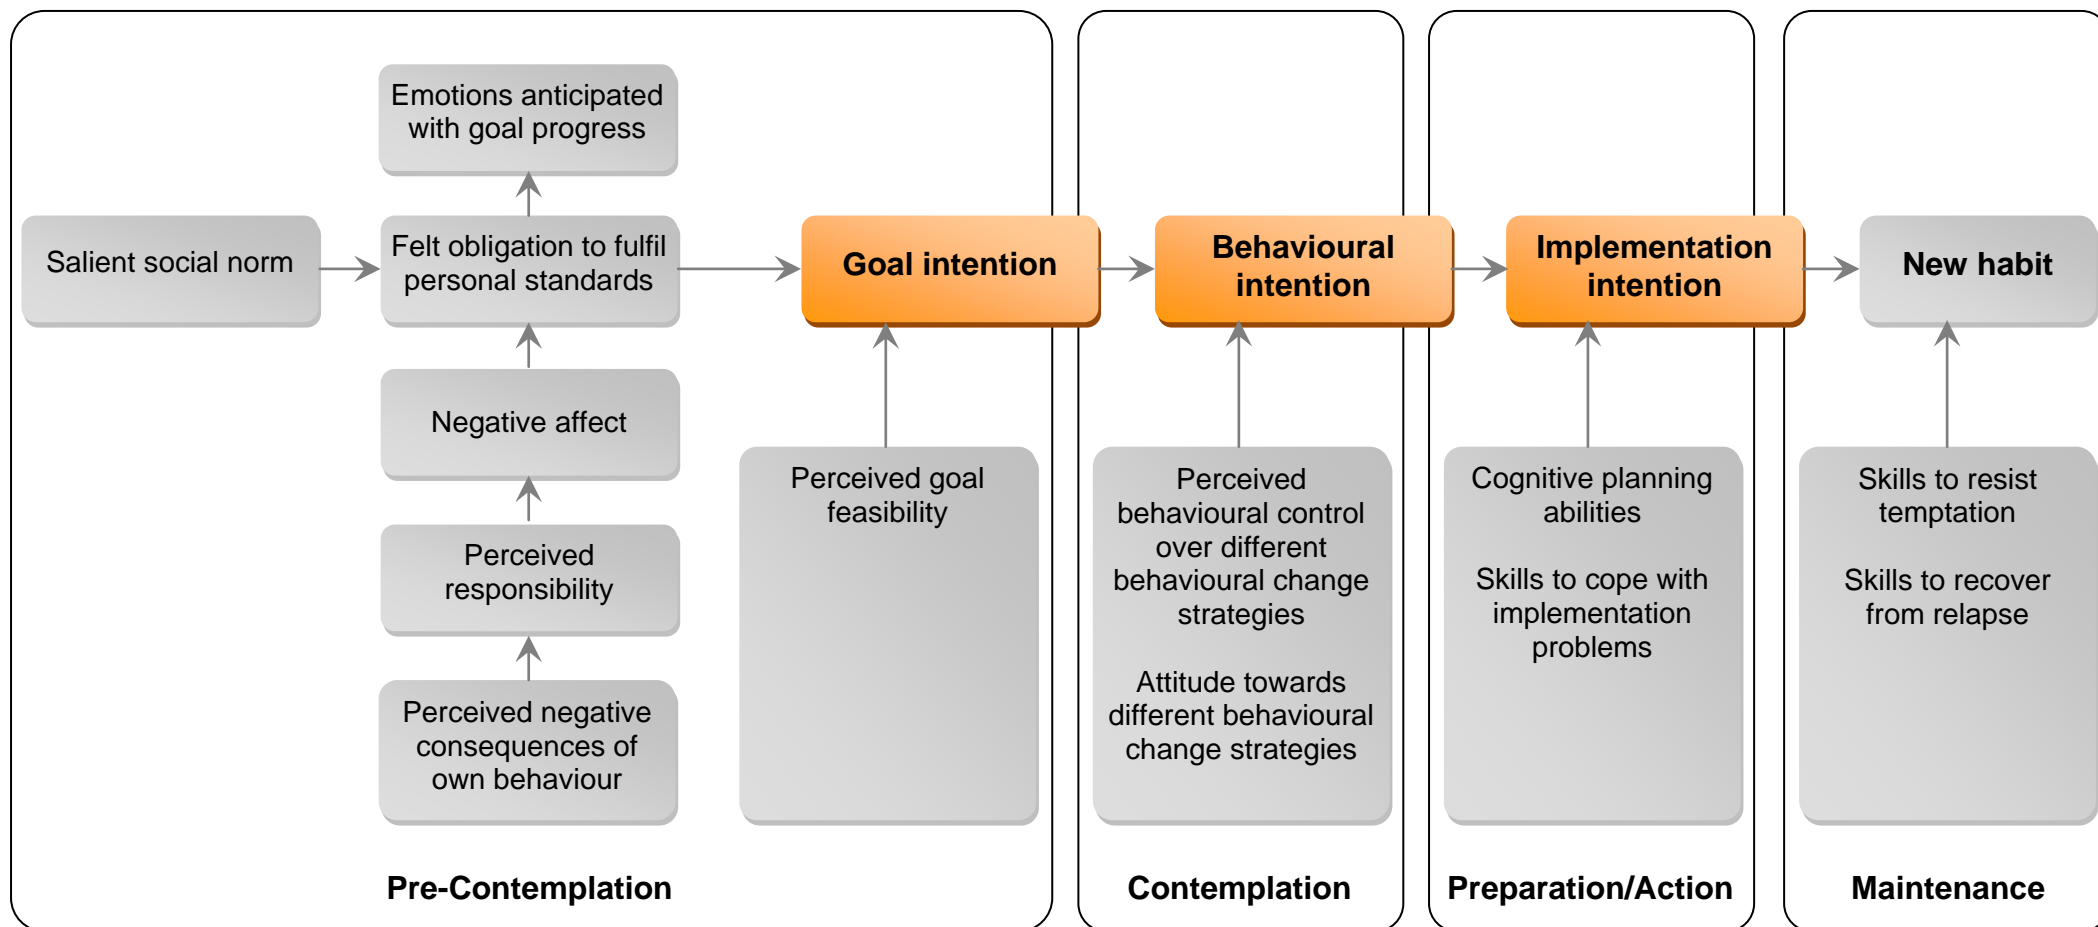 Emotions anticipated
with goal progress
Salient social norm
Felt obligation to fulfil
personal standards
Goal intention
Behavioural
intention
Implementation
intention
New habit
Negative affect
Perceived
responsibility
Perceived negative
consequences of
own behaviour
Perceived goal
feasibility
Perceived
behavioural control
over different
behavioural change
strategies
Attitude towards
different behavioural
change strategies
Cognitive planning
abilities
Skills to cope with
implementation
problems
Skills to resist
temptation
Skills to recover
from relapse
Pre-Contemplation
Contemplation
Preparation/Action
Maintenance